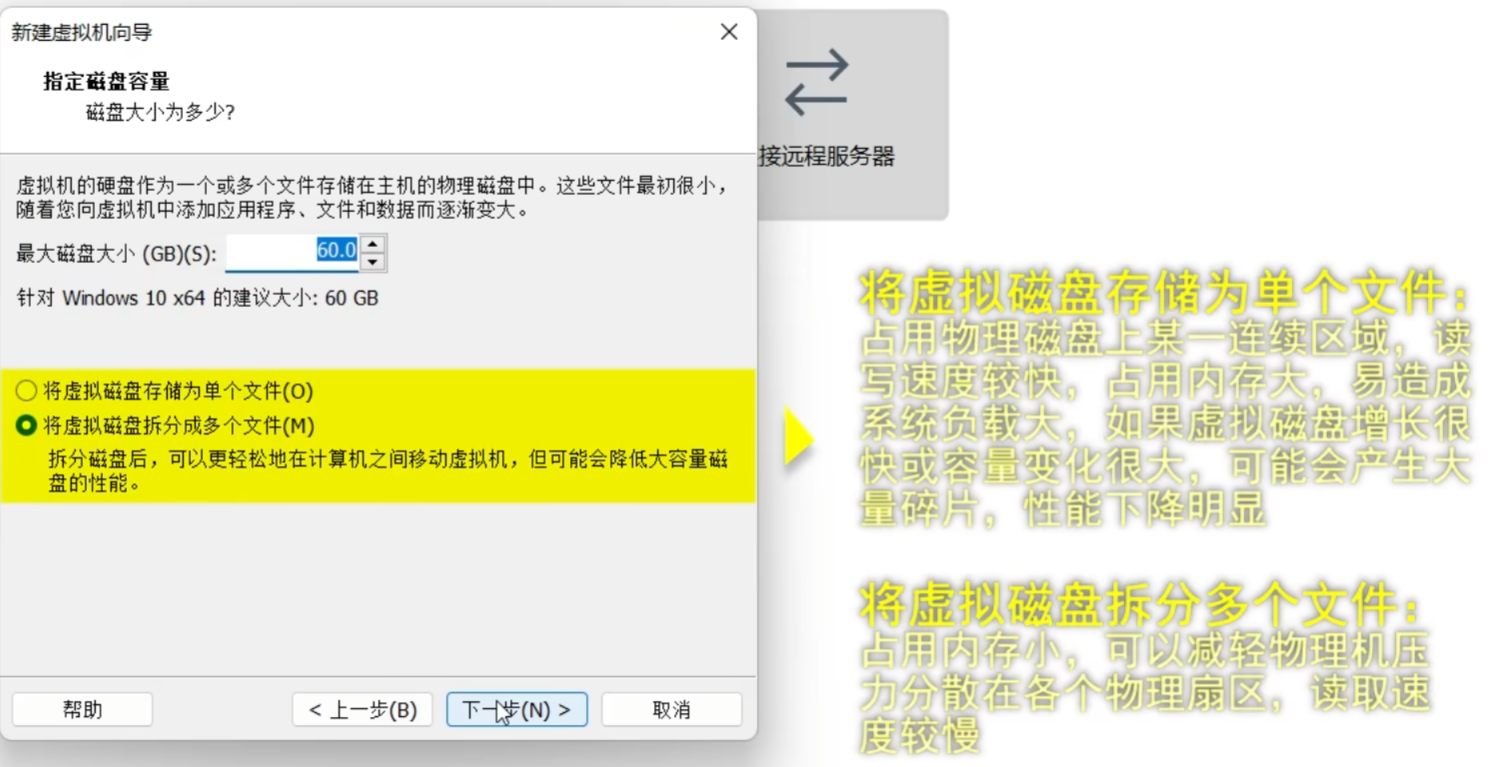 新建虚拟机向导
指定磁盘容量
磁盘大小为多少?
接远程服务器
虚拟机的硬盘作为一个或多个文件存储在主机的物理磁盘中。这些文件最初很小，
随着您向虚拟机中添加应用程序、文件和数据而逐渐变大。
最大磁盘大小 (GB)(S): 60.0
针对 Windows 10 x64 的建议大小: 60 GB
将虚拟磁盘存储为单个文件(O)
将虚拟磁盘拆分成多个文件(M)
拆分磁盘后，可以更轻松地在计算机之间移动虚拟机，但可能会降低大容量磁
盘的性能。
帮助
< 上一步(B)
下一步(N) >
取消
将虚拟磁盘存储为单个文件：
占用物理磁盘上某一连续区域，读
写速度较快，占用内存大，易造成
系统负载大，如果虚拟磁盘增长很
快或容量变化很大，可能会产生大
量碎片，性能下降明显
将虚拟磁盘拆分多个文件：
占用内存小，可以减轻物理机压
力分散在各个物理扇区，读取速
度较慢